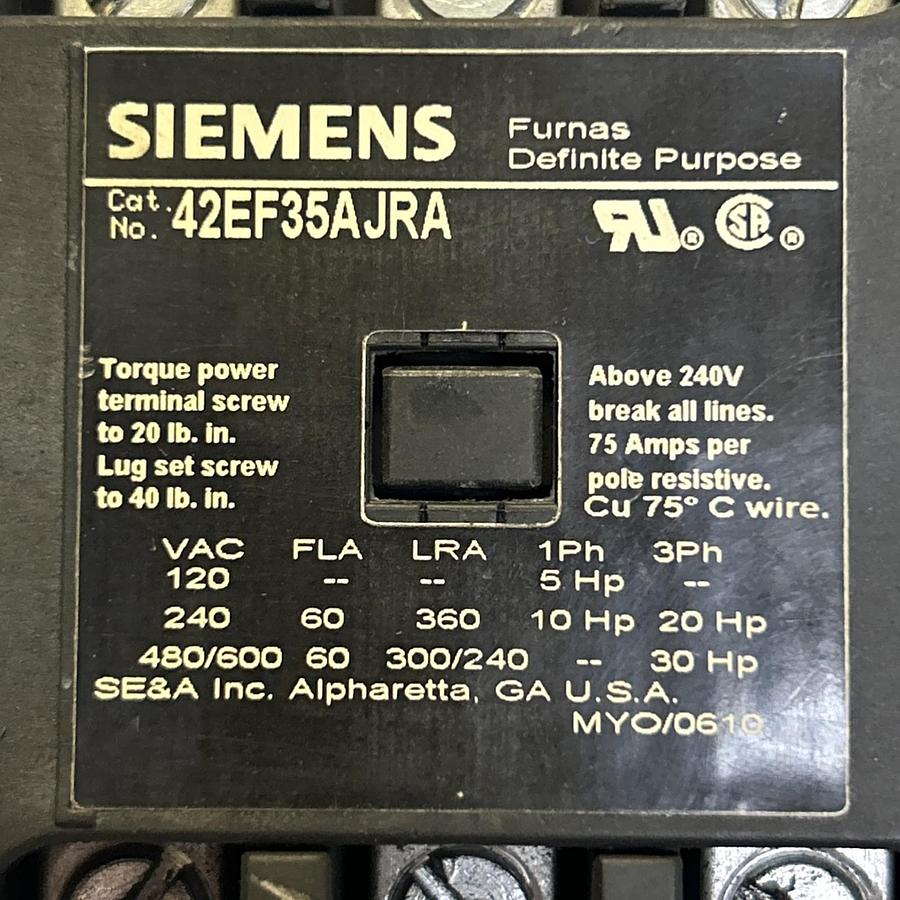 SIEMENS
Furnas
Definite Purpose
Cat.
No. 42EF35AJRA
RU® SA®
Torque power
terminal screw
to 20 lb. in.
Lug set screw
to 40 lb. in.
Above 240V
break all lines.
75 Amps per
pole resistive.
Cu 75° C wire.
VAC FLA LRA 1Ph 3Ph
120 -- -- 5 Hp --
240 60 360 10 Hp 20 Hp
480/600 60 300/240 -- 30 Hp
SE&A Inc. Alpharetta, GA U.S.A.
MYO/0610